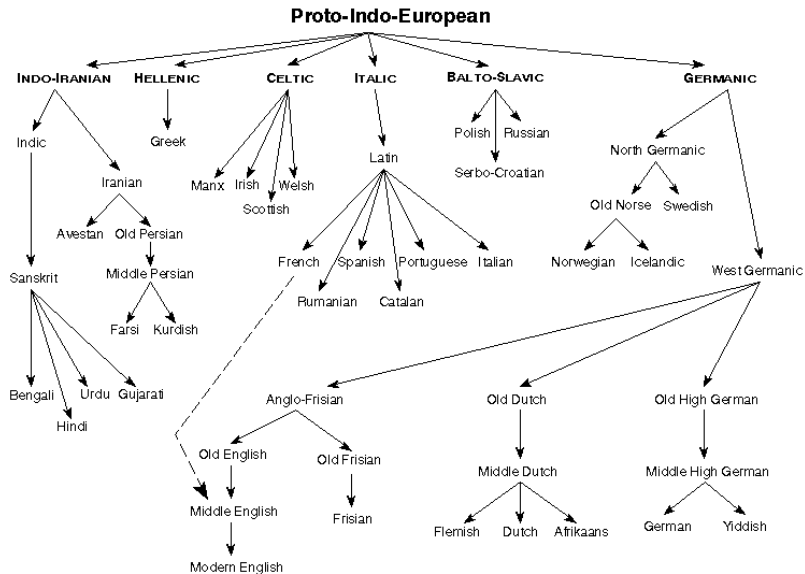 Proto-Indo-European
INDO-IRANIAN HELLENIC CELTIC ITALIC BALTO-SLAVIC GERMANIC
Indic Greek Polish Russian North Germanic
Latin
Serbo-Croatian
Iranian Manx Irish Welsh
Scottish
Old Norse Swedish
Avestan Old Persian
French Spanish Portuguese Italian Norwegian Icelandic
West Germanic
Sanskrit Middle Persian
Rumanian Catalan
Farsi Kurdish
Bengali Urdu Gujarati Anglo-Frisian Old Dutch Old High German
Hindi
Old English Old Frisian
Middle Dutch Middle High German
Middle English Frisian
Flemish Dutch Afrikaans German Yiddish
Modern English